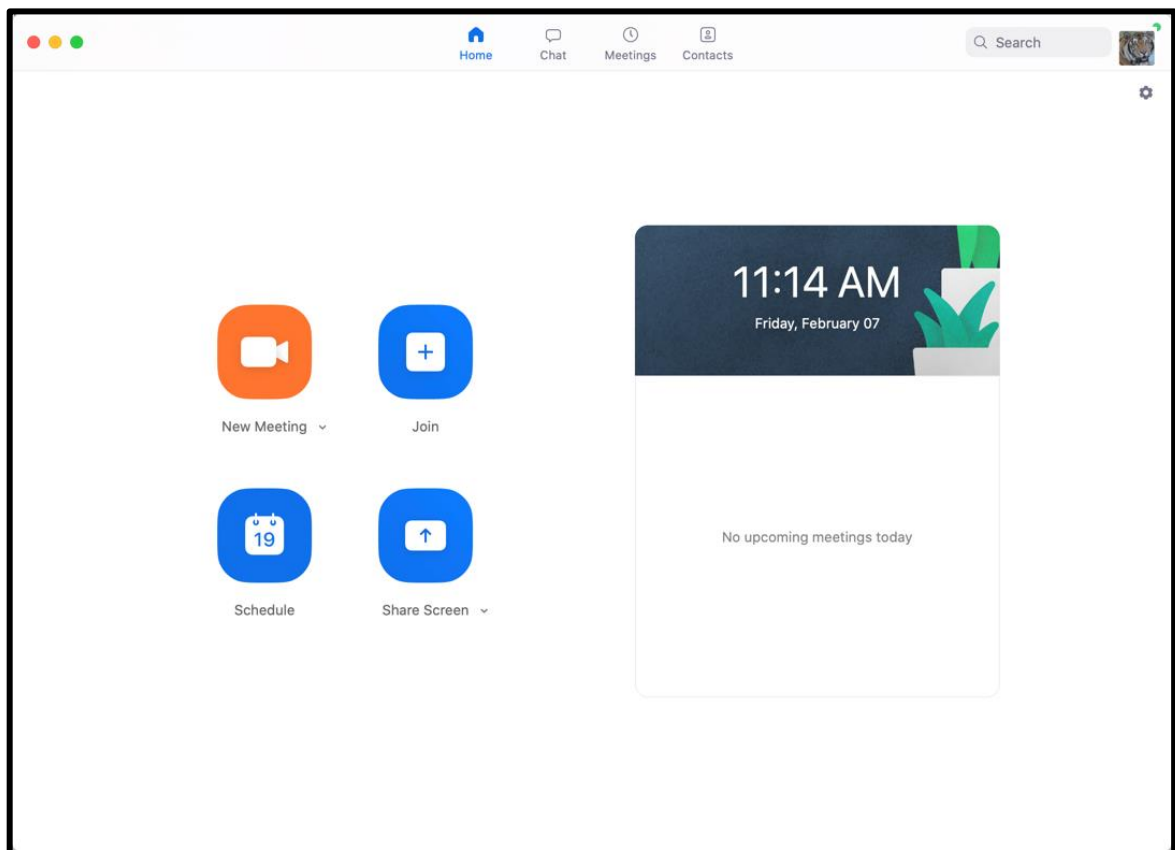 Home
Chat
Meetings
Contacts
Search
11:14 AM
Friday, February 07
New Meeting
Join
19
Schedule
Share Screen
No upcoming meetings today